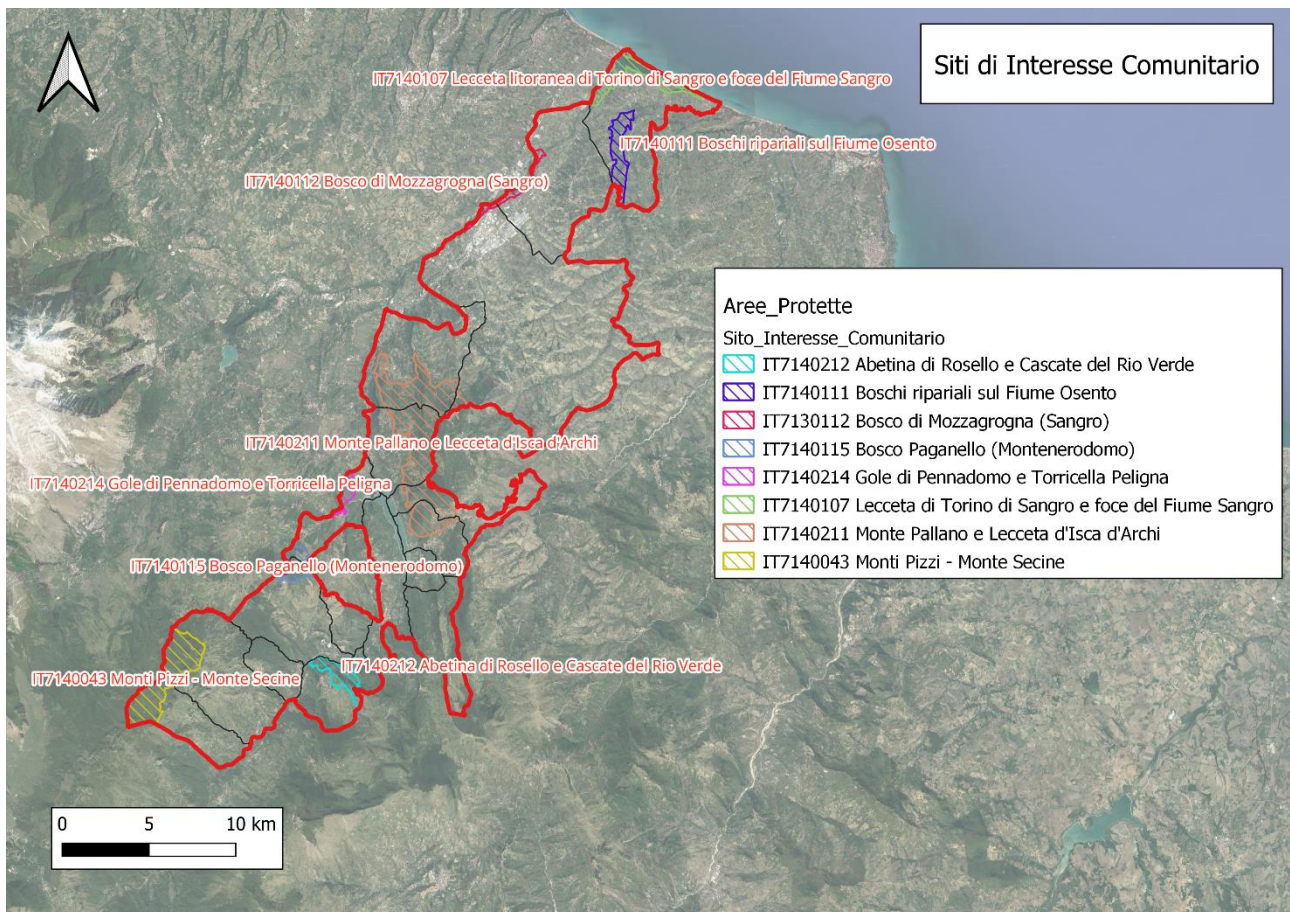 Siti di Interesse Comunitario
IT7140107 Lecceta litoranea di Torino di Sangro e foce del Fiume Sangro
IT7140111 Boschi ripariali sul Fiume Osento
IT7140112 Bosco di Mozzagrogna (Sangro)
IT7140211 Monte Pallano e Lecceta d'Isca d'Archi
IT7140214 Gole di Pennadomo e Torricella Peligna
IT7140115 Bosco Paganello (Montenerodomo)
IT7140212 Abetina di Rosello e Cascate del Rio Verde
IT7140043 Monti Pizzi - Monte Secine
Aree_Protette
Sito_Interesse_Comunitario
IT7140212 Abetina di Rosello e Cascate del Rio Verde
IT7140111 Boschi ripariali sul Fiume Osento
IT7130112 Bosco di Mozzagrogna (Sangro)
IT7140115 Bosco Paganello (Montenerodomo)
IT7140214 Gole di Pennadomo e Torricella Peligna
IT7140107 Lecceta di Torino di Sangro e foce del Fiume Sangro
IT7140211 Monte Pallano e Lecceta d'Isca d'Archi
IT7140043 Monti Pizzi - Monte Secine
0 5 10 km